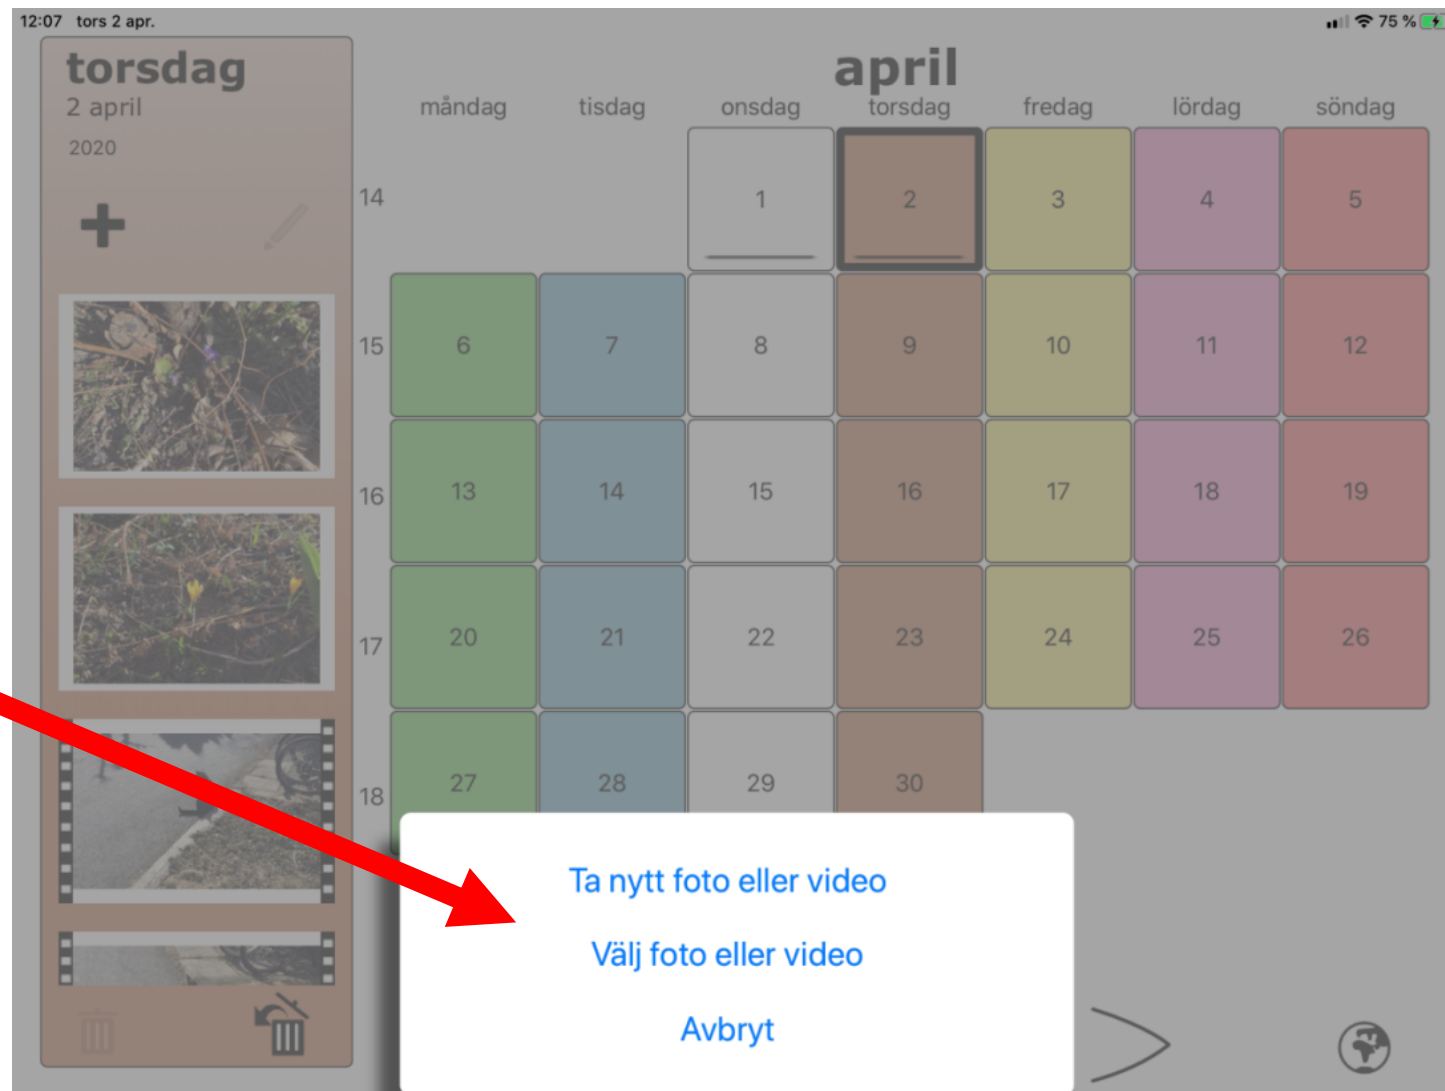 12:07 tors 2 apr.
75 %
torsdag
2 april
2020
april
måndag tisdag onsdag torsdag fredag lördag söndag
14 1 2 3 4 5
15 6 7 8 9 10 11 12
16 13 14 15 16 17 18 19
17 20 21 22 23 24 25 26
18 27 28 29 30
Ta nytt foto eller video
Välj foto eller video
Avbryt